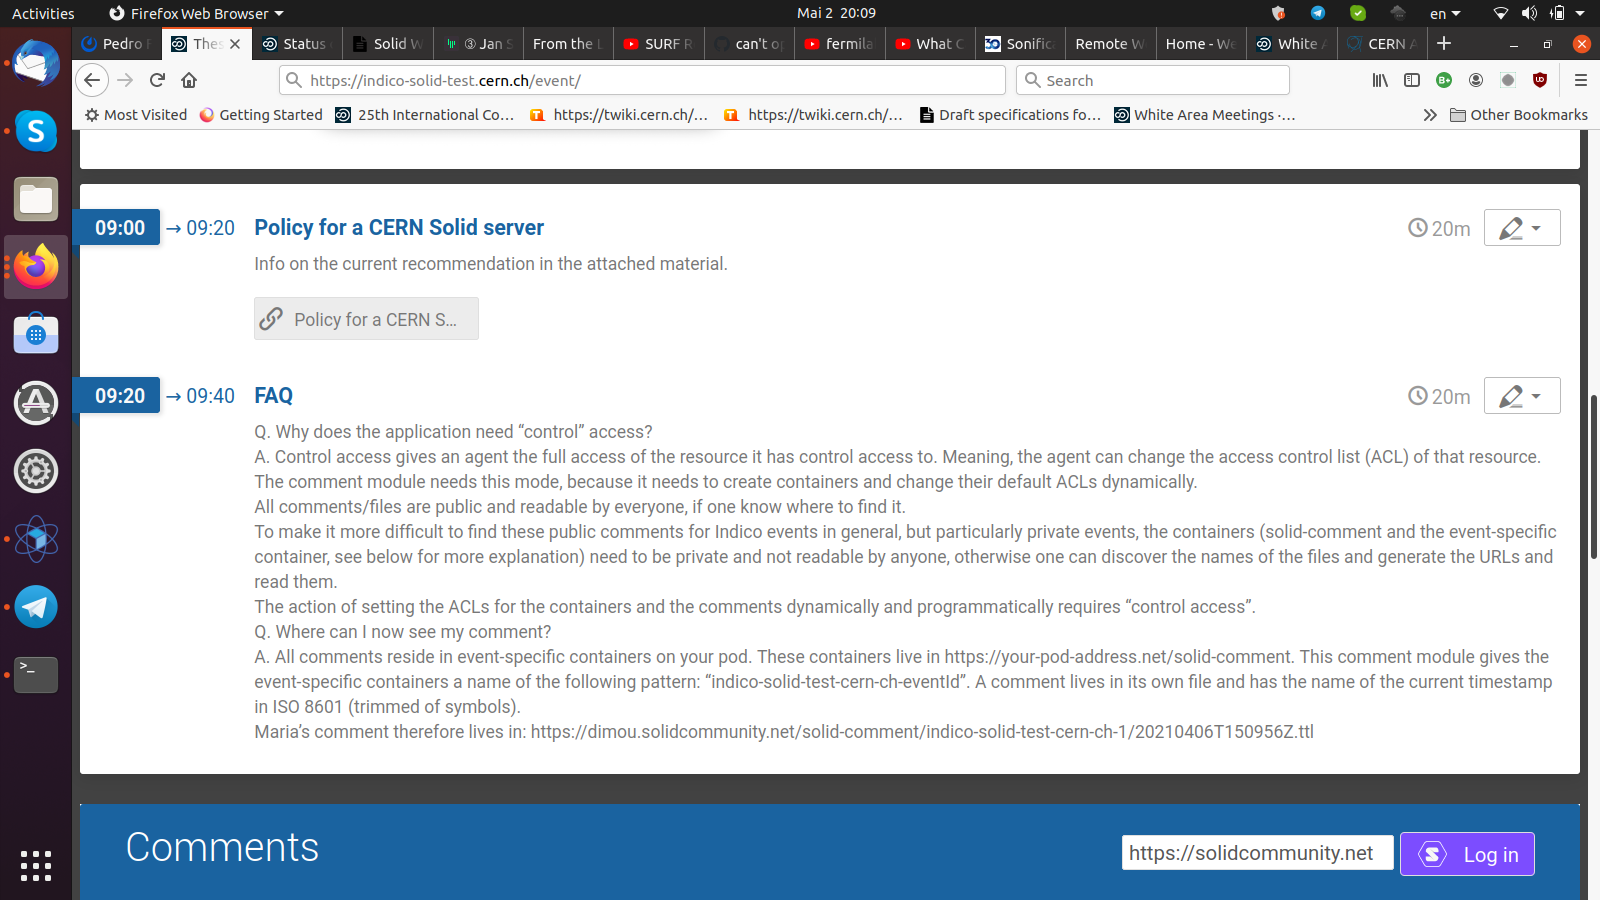 Activities
Firefox Web Browser
Mai 2 20:09
en
Pedro F
Thes
Status
Solid W
③ Jan S
From the L
SURF R
can't op
fermila
What C
Sonifica
Remote W
Home - We
White A
CERN A
https://indico-solid-test.cern.ch/event/
Search
Most Visited
Getting Started
25th International Co…
https://twiki.cern.ch/…
https://twiki.cern.ch/…
Draft specifications fo…
White Area Meetings ·…
Other Bookmarks
09:00 → 09:20 Policy for a CERN Solid server 20m
Info on the current recommendation in the attached material.
Policy for a CERN S…
09:20 → 09:40 FAQ 20m
Q. Why does the application need “control” access?
A. Control access gives an agent the full access of the resource it has control access to. Meaning, the agent can change the access control list (ACL) of that resource.
The comment module needs this mode, because it needs to create containers and change their default ACLs dynamically.
All comments/files are public and readable by everyone, if one know where to find it.
To make it more difficult to find these public comments for Indico events in general, but particularly private events, the containers (solid-comment and the event-specific
container, see below for more explanation) need to be private and not readable by anyone, otherwise one can discover the names of the files and generate the URLs and
read them.
The action of setting the ACLs for the containers and the comments dynamically and programmatically requires “control access”.
Q. Where can I now see my comment?
A. All comments reside in event-specific containers on your pod. These containers live in https://your-pod-address.net/solid-comment. This comment module gives the
event-specific containers a name of the following pattern: “indico-solid-test-cern-ch-eventId”. A comment lives in its own file and has the name of the current timestamp
in ISO 8601 (trimmed of symbols).
Maria’s comment therefore lives in: https://dimou.solidcommunity.net/solid-comment/indico-solid-test-cern-ch-1/20210406T150956Z.ttl
Comments
https://solidcommunity.net
Log in